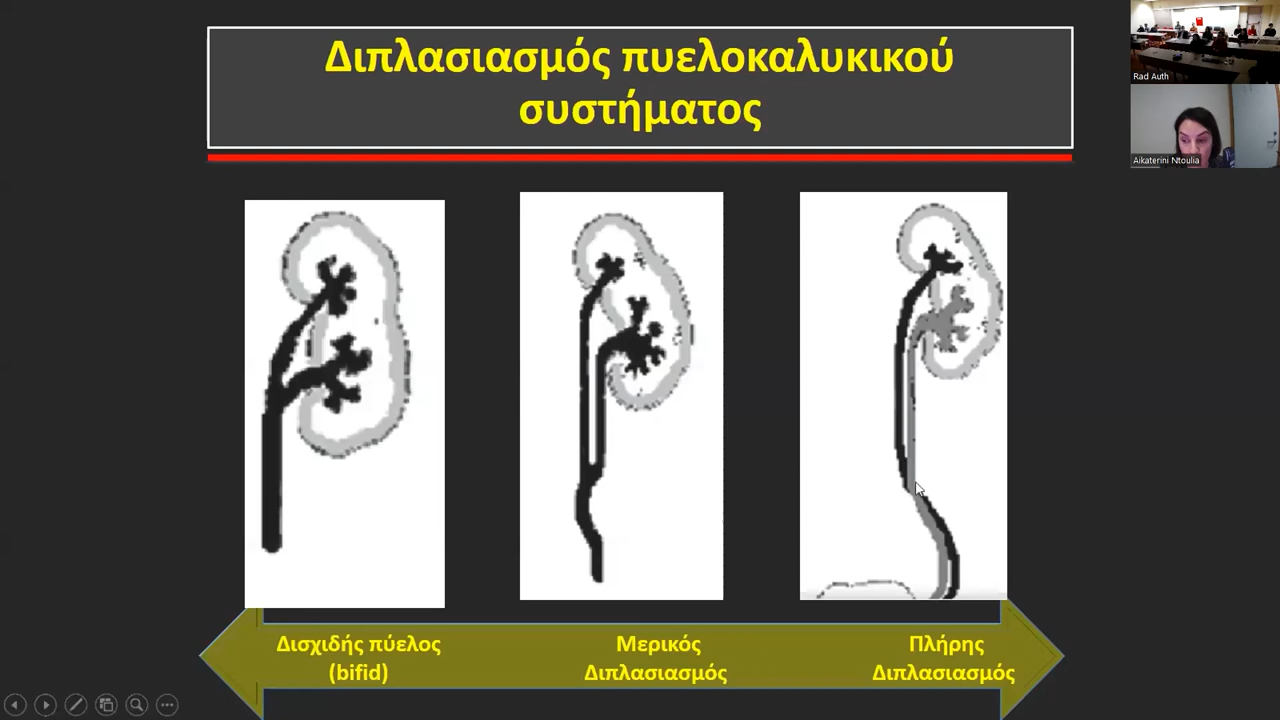 Διπλασιασμός πυελοκαλυκικού
συστήματος
Rad Auth
Aikaterini Ntoulia
Δισχιδής πύελος
(bifid)
Μερικός
Διπλασιασμός
Πλήρης
Διπλασιασμός